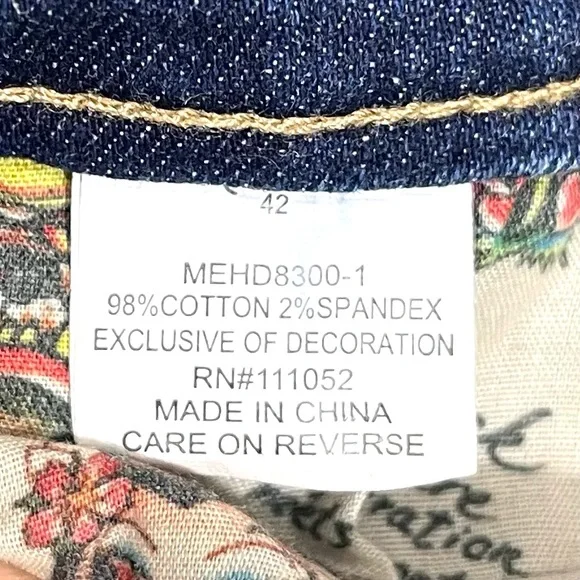 42
MEHD8300-1
98%COTTON 2%SPANDEX
EXCLUSIVE OF DECORATION
RN#111052
MADE IN CHINA
CARE ON REVERSE